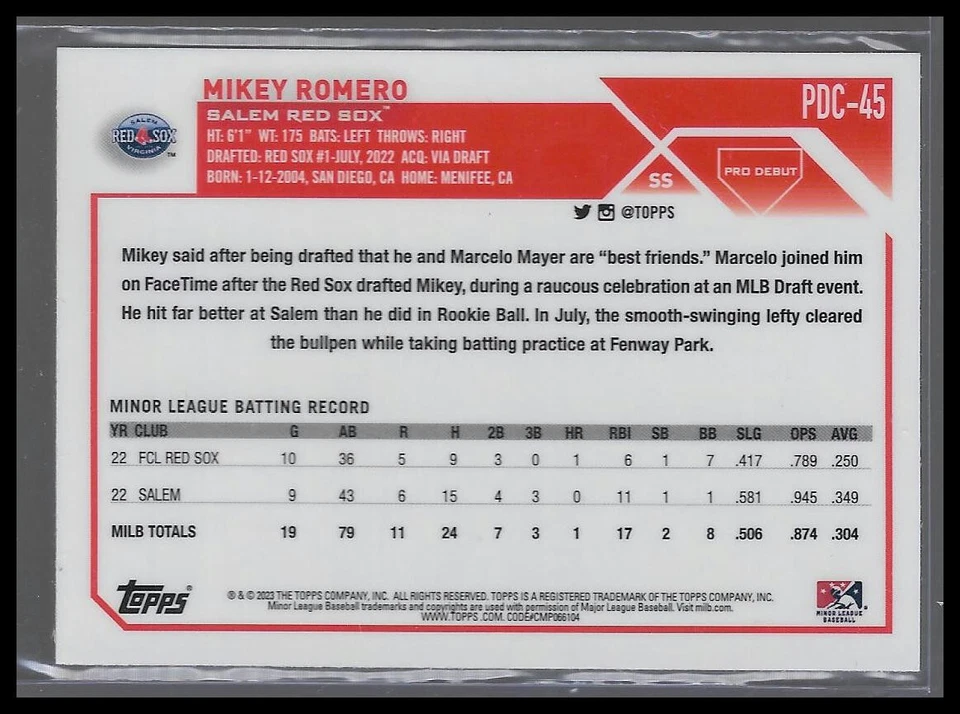 MIKEY ROMERO
PDC-45
SALEM RED SOX™
HT: 6'1" WT: 175 BATS: LEFT THROWS: RIGHT
DRAFTED: RED SOX #1-JULY, 2022 ACQ: VIA DRAFT
BORN: 1-12-2004, SAN DIEGO, CA HOME: MENIFEE, CA
SALEM
RED SOX
VIRGINIA
™
SS
PRO DEBUT
@TOPPS
Mikey said after being drafted that he and Marcelo Mayer are “best friends.” Marcelo joined him
on FaceTime after the Red Sox drafted Mikey, during a raucous celebration at an MLB Draft event.
He hit far better at Salem than he did in Rookie Ball. In July, the smooth-swinging lefty cleared
the bullpen while taking batting practice at Fenway Park.
MINOR LEAGUE BATTING RECORD
YR CLUB G AB R H 2B 3B HR RBI SB BB SLG OPS AVG
22 FCL RED SOX 10 36 5 9 3 0 1 6 1 7 .417 .789 .250
22 SALEM 9 43 6 15 4 3 0 11 1 1 .581 .945 .349
MILB TOTALS 19 79 11 24 7 3 1 17 2 8 .506 .874 .304
Topps®
® & © 2023 THE TOPPS COMPANY, INC. ALL RIGHTS RESERVED. TOPPS IS A REGISTERED TRADEMARK OF THE TOPPS COMPANY, INC.
Minor League Baseball trademarks and copyrights are used with permission of Major League Baseball. Visit milb.com.
WWW.TOPPS.COM. CODE#CMP066104
MINOR LEAGUE
BASEBALL